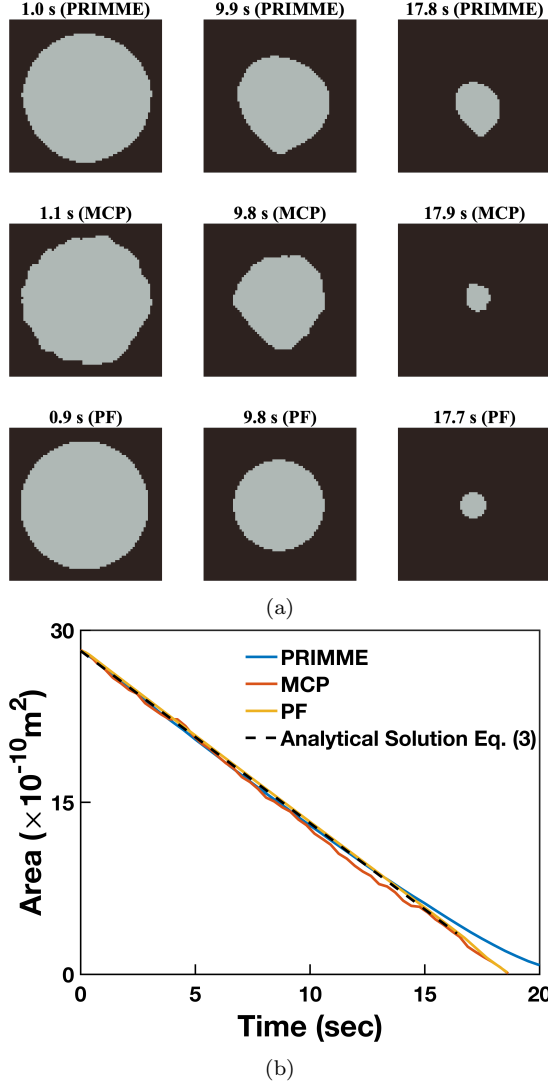 1.0 s (PRIMME) 9.9 s (PRIMME) 17.8 s (PRIMME)
1.1 s (MCP) 9.8 s (MCP) 17.9 s (MCP)
0.9 s (PF) 9.8 s (PF) 17.7 s (PF)
(a)
30
PRIMME
MCP
PF
Analytical Solution Eq. (3)
15
Area (×10⁻¹⁰m²)
0
0 5 10 15 20
Time (sec)
(b)